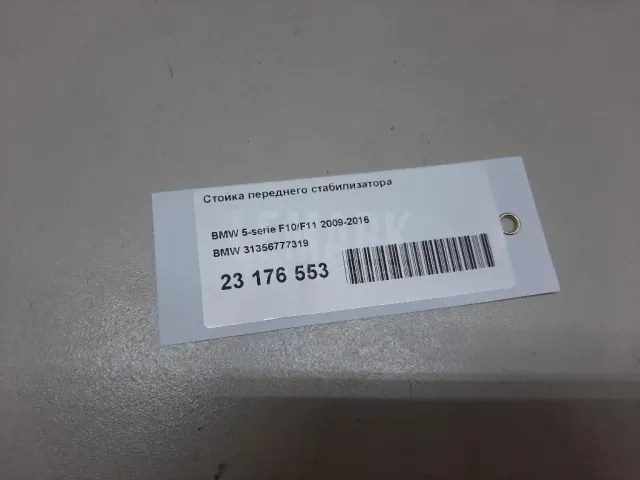 Стойка переднего стабилизатора
BMW 5-serie F10/F11 2009-2016
BMW 31356777319
23 176 553